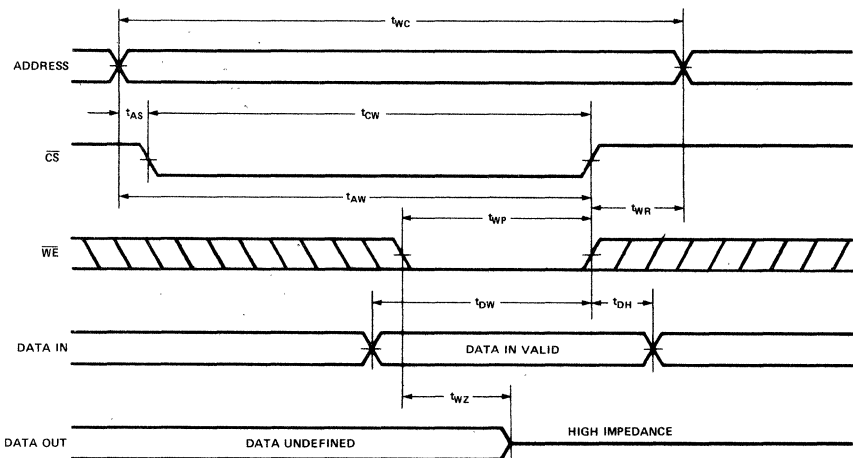 tWC
ADDRESS
tAS
tCW
CS
tAW
tWP
tWR
WE
tDW
tDH
DATA IN
DATA IN VALID
tWZ
DATA OUT
DATA UNDEFINED
HIGH IMPEDANCE